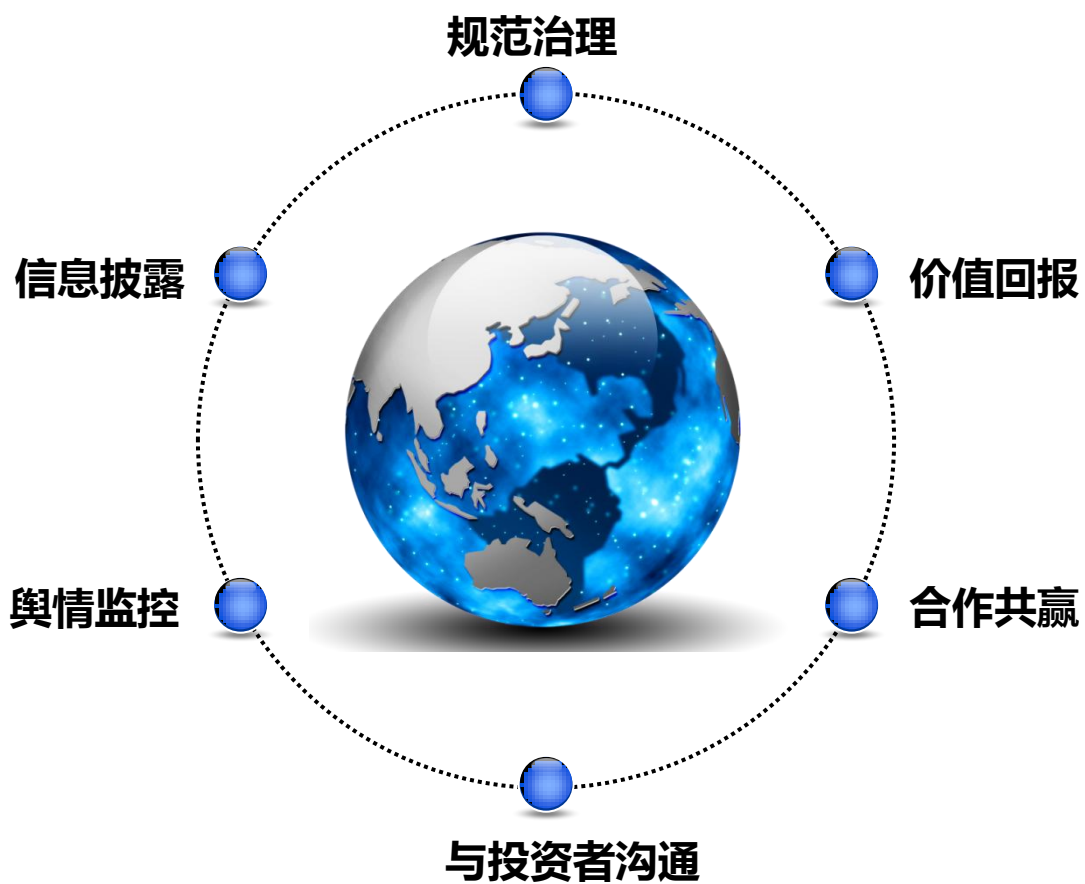 规范治理
信息披露
价值回报
舆情监控
合作共赢
与投资者沟通